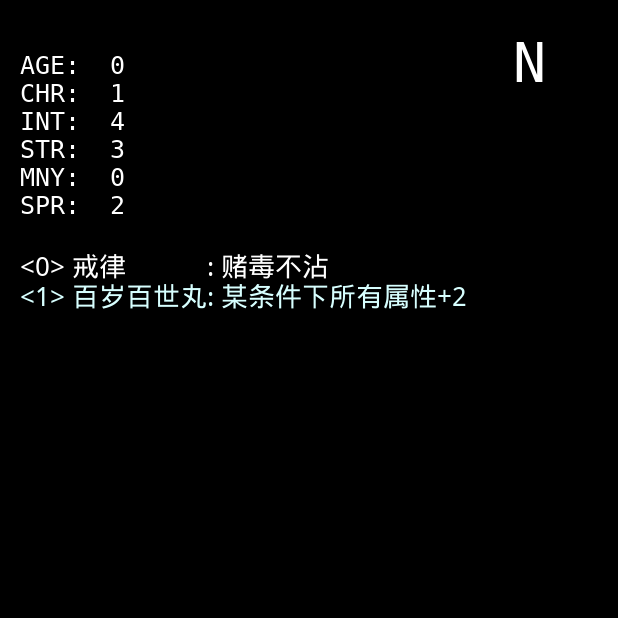 N
AGE: 0
CHR: 1
INT: 4
STR: 3
MNY: 0
SPR: 2
<0> 戒律 : 赌毒不沾
<1> 百岁百世丸: 某条件下所有属性+2